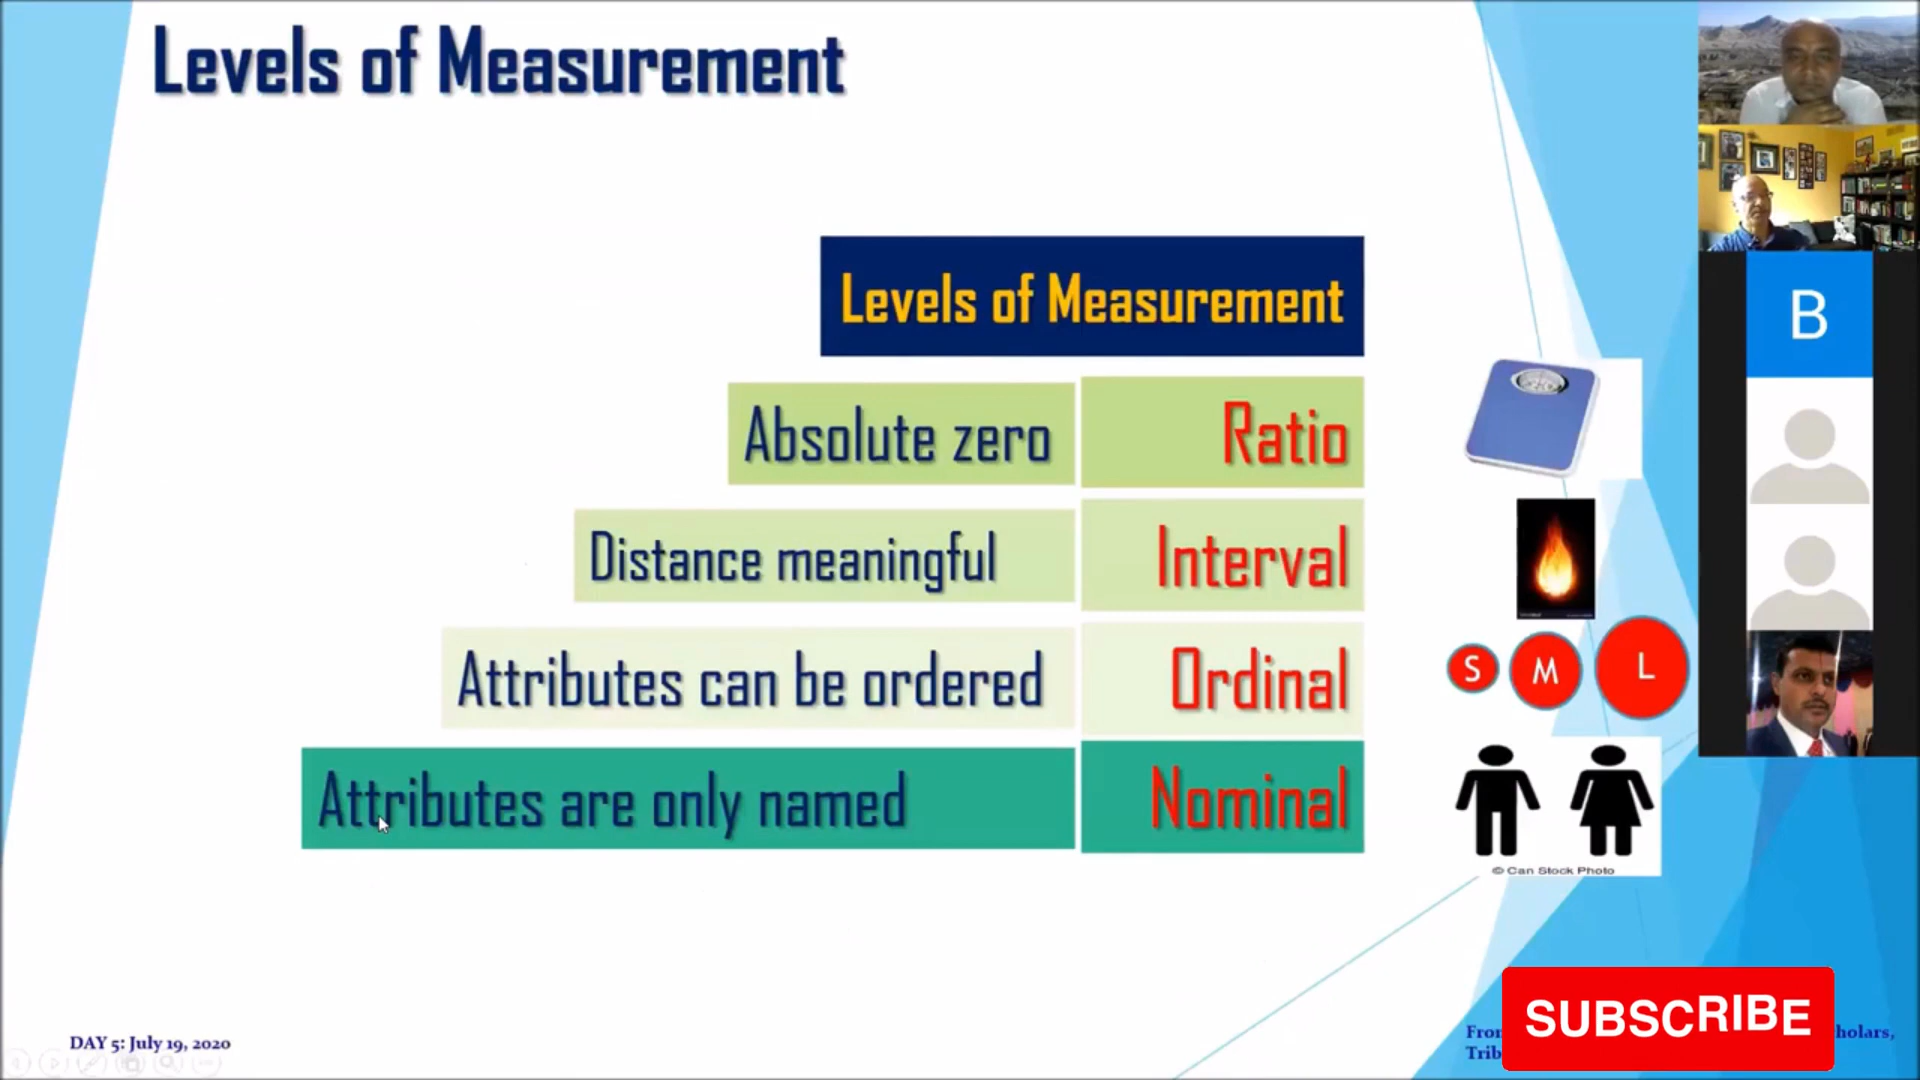 Levels of Measurement
Levels of Measurement
Absolute zero Ratio
Distance meaningful Interval
Attributes can be ordered Ordinal
Attributes are only named Nominal
S M L
B
© Can Stock Photo
DAY 5: July 19, 2020
SUBSCRIBE